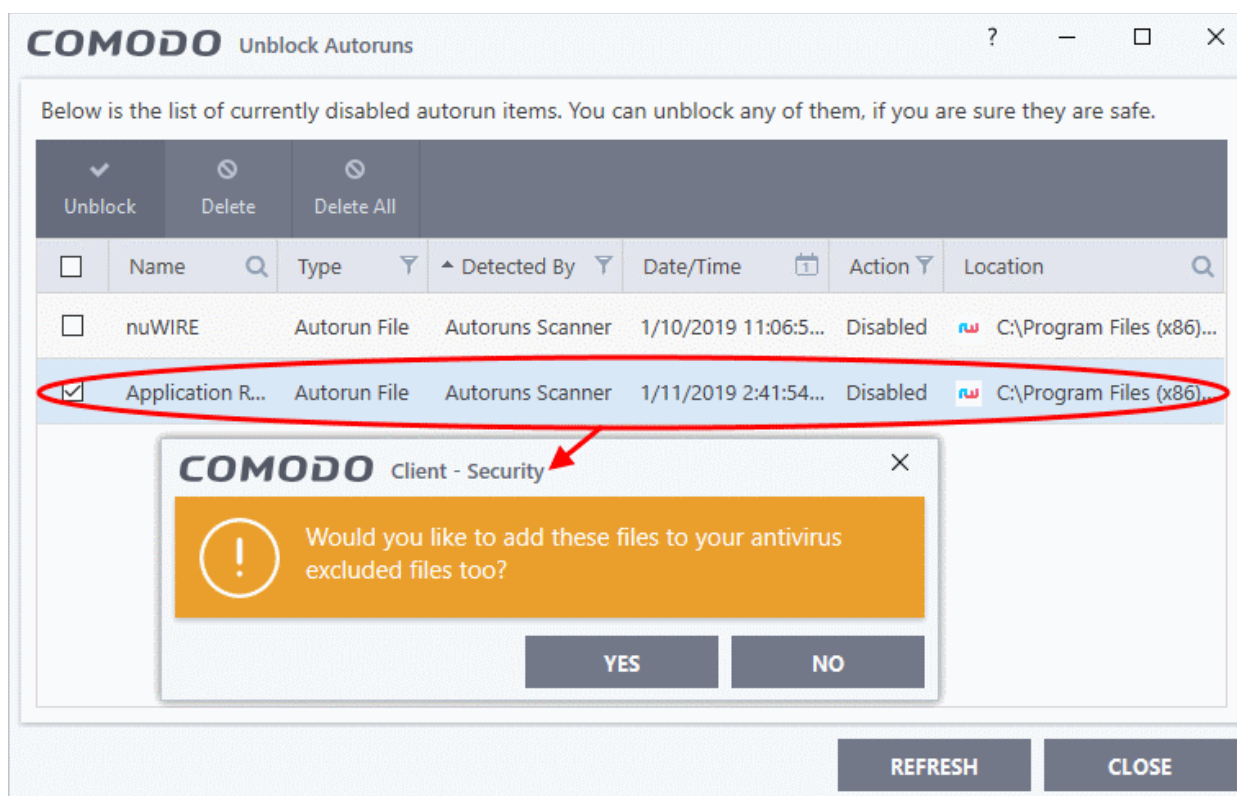 COMODO Unblock Autoruns ?
Below is the list of currently disabled autorun items. You can unblock any of them, if you are sure they are safe.
Unblock Delete Delete All
Name Type Detected By Date/Time 1 Action Location
nuWIRE Autorun File Autoruns Scanner 1/10/2019 11:06:5... Disabled C:\Program Files (x86)...
Application R... Autorun File Autoruns Scanner 1/11/2019 2:41:54... Disabled C:\Program Files (x86)...
COMODO Client - Security
Would you like to add these files to your antivirus
excluded files too?
YES NO
REFRESH CLOSE